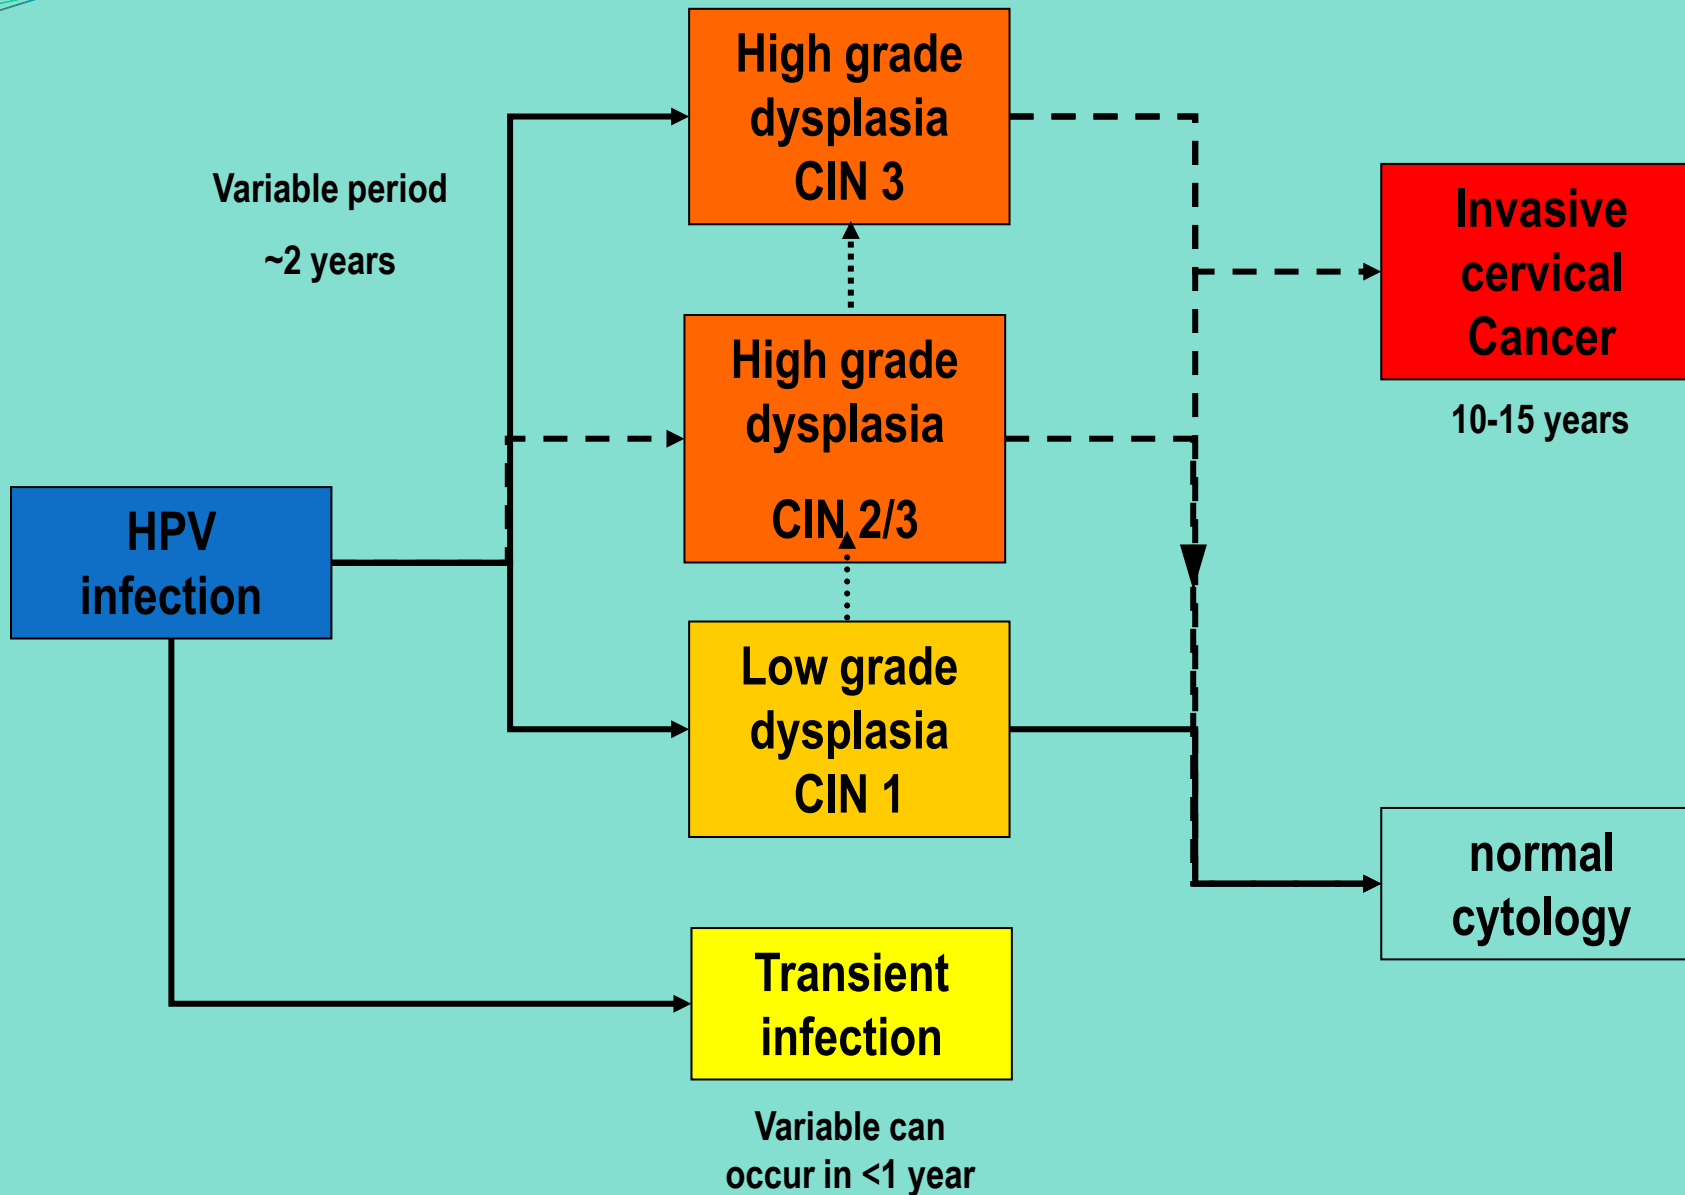 High grade
dysplasia
CIN 3
Variable period
~2 years
Invasive
cervical
Cancer
10-15 years
High grade
dysplasia
CIN 2/3
HPV
infection
Low grade
dysplasia
CIN 1
normal
cytology
Transient
infection
Variable can
occur in <1 year